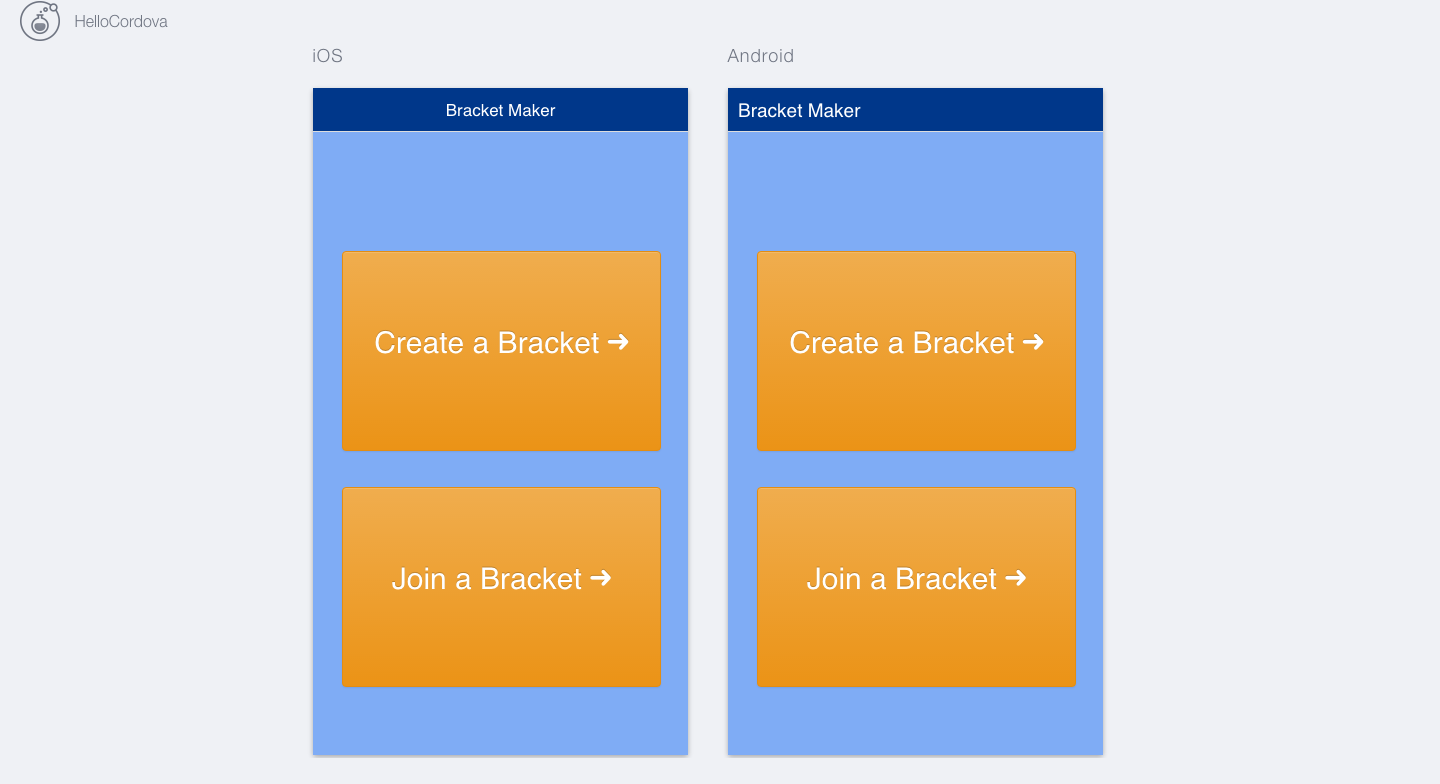 HelloCordova
iOS
Bracket Maker
Create a Bracket ➜
Join a Bracket ➜
Android
Bracket Maker
Create a Bracket ➜
Join a Bracket ➜